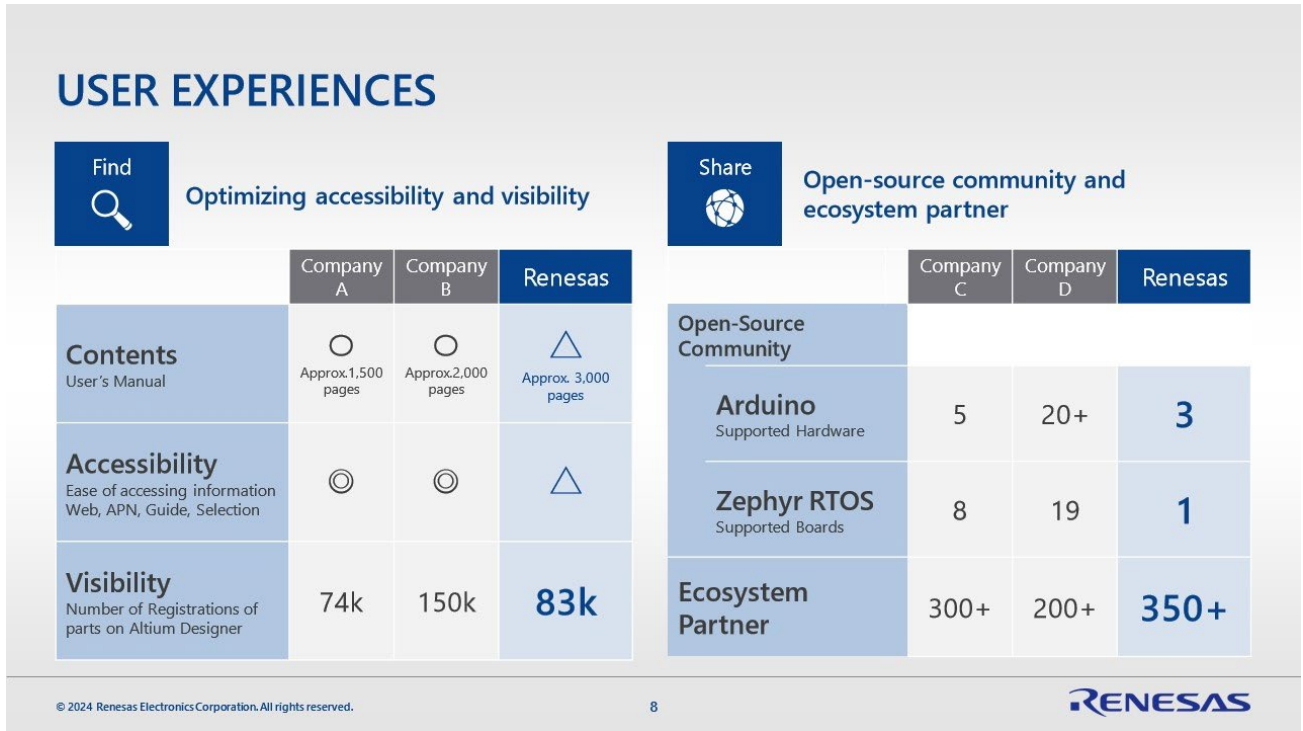 USER EXPERIENCES
Find
Optimizing accessibility and visibility
Company A
Company B
Renesas
Contents
User's Manual
○
Approx.1,500
pages
○
Approx.2,000
pages
△
Approx. 3,000
pages
Accessibility
Ease of accessing information
Web, APN, Guide, Selection
◎
◎
△
Visibility
Number of Registrations of
parts on Altium Designer
74k
150k
83k
Share
Open-source community and
ecosystem partner
Company C
Company D
Renesas
Open-Source
Community
Arduino
Supported Hardware
5
20+
3
Zephyr RTOS
Supported Boards
8
19
1
Ecosystem
Partner
300+
200+
350+
© 2024 Renesas Electronics Corporation. All rights reserved.
8
RENESAS